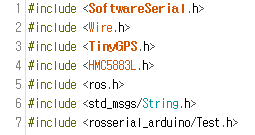 1 #include <SoftwareSerial.h>
2 #include <Wire.h>
3 #include <TinyGPS.h>
4 #include <HMC5883L.h>
5 #include <ros.h>
6 #include <std_msgs/String.h>
7 #include <rosserial_arduino/Test.h>